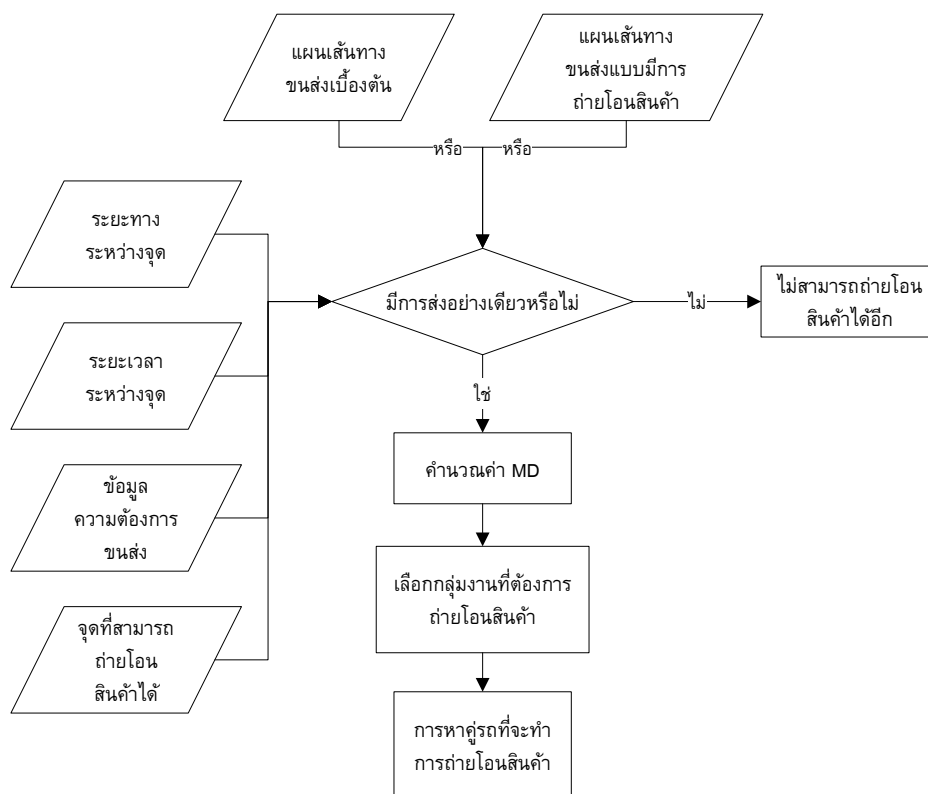 แผนเส้นทาง
ขนส่งเบื้องต้น
แผนเส้นทาง
ขนส่งแบบมีการ
ถ่ายโอนสินค้า
หรือ
หรือ
ระยะทาง
ระหว่างจุด
มีการส่งอย่างเดียวหรือไม่
ไม่
ไม่สามารถถ่ายโอน
สินค้าได้อีก
ระยะเวลา
ระหว่างจุด
ใช่
คำนวณค่า MD
ข้อมูล
ความต้องการ
ขนส่ง
เลือกกลุ่มงานที่ต้องการ
ถ่ายโอนสินค้า
จุดที่สามารถ
ถ่ายโอน
สินค้าได้
การหาคู่รถที่จะทำ
การถ่ายโอนสินค้า